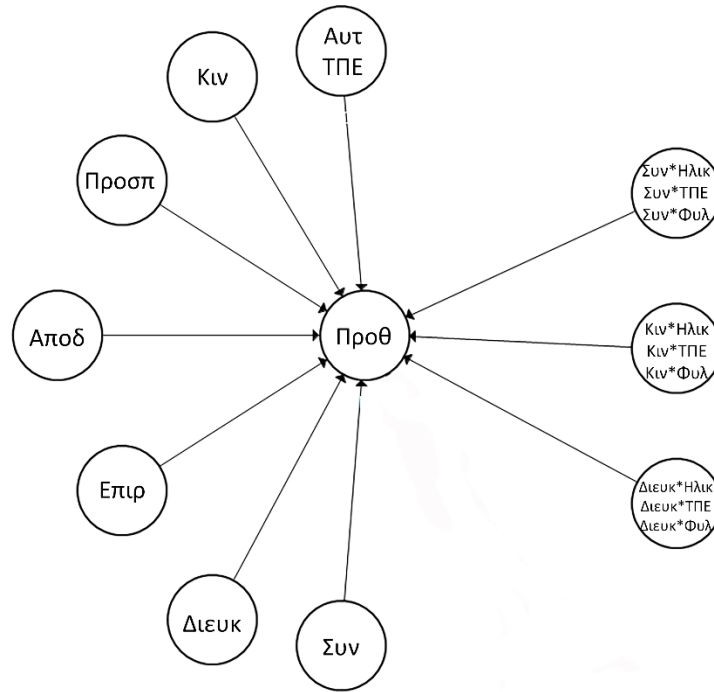 Αυτ
ΤΠΕ
Κιν
Προσπ
Συν*Ηλικ
Συν*ΤΠΕ
Συν*Φυλ
Αποδ
Προθ
Κιν*Ηλικ
Κιν*ΤΠΕ
Κιν*Φυλ
Επιρ
Διευκ*Ηλικ
Διευκ*ΤΠΕ
Διευκ*Φυλ
Διευκ
Συν